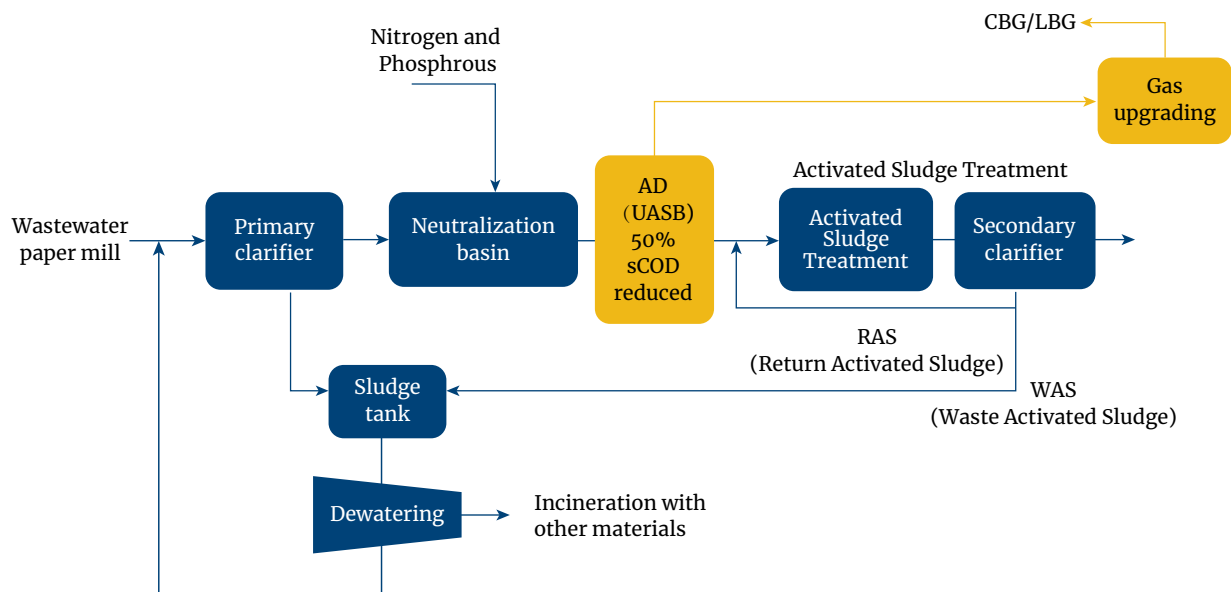 CBG/LBG
Nitrogen and
Phosphrous
Gas
upgrading
Activated Sludge Treatment
Wastewater
paper mill
Primary
clarifier
Neutralization
basin
AD
(UASB)
50%
sCOD
reduced
Activated
Sludge
Treatment
Secondary
clarifier
RAS
(Return Activated Sludge)
Sludge
tank
WAS
(Waste Activated Sludge)
Dewatering
Incineration with
other materials